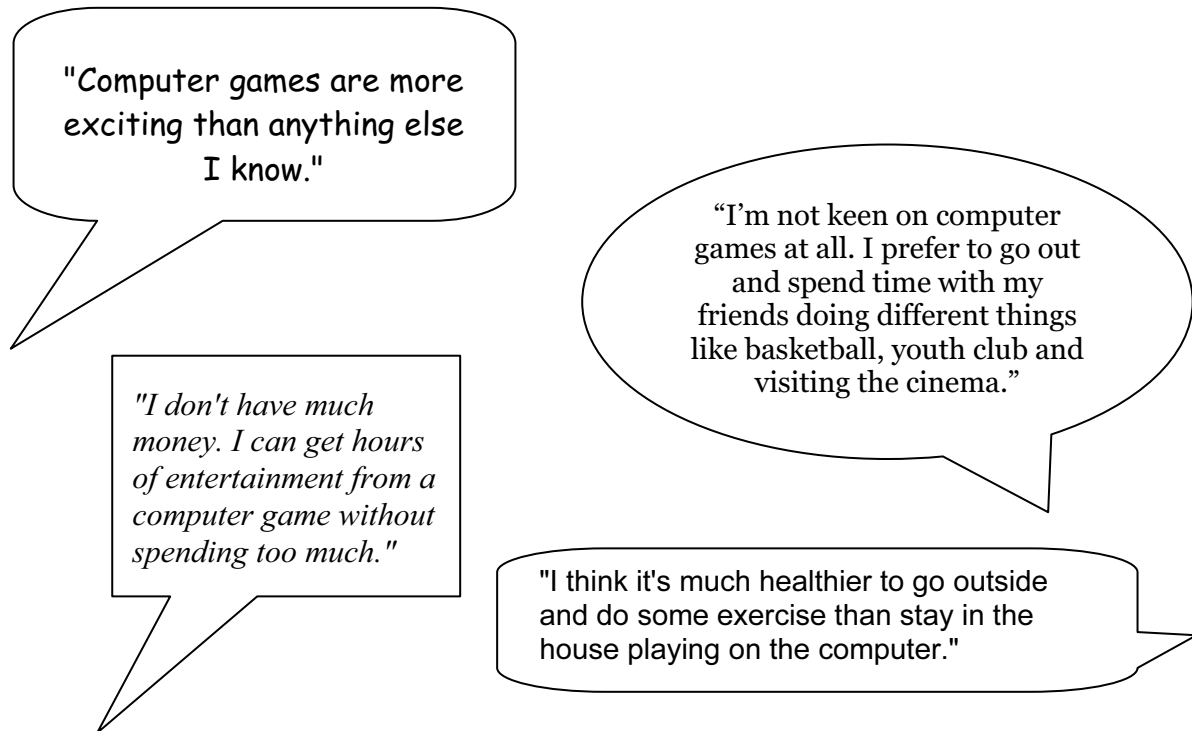 "Computer games are more
exciting than anything else
I know."
“I’m not keen on computer
games at all. I prefer to go out
and spend time with my
friends doing different things
like basketball, youth club and
visiting the cinema.”
"I don't have much
money. I can get hours
of entertainment from a
computer game without
spending too much."
"I think it's much healthier to go outside
and do some exercise than stay in the
house playing on the computer."